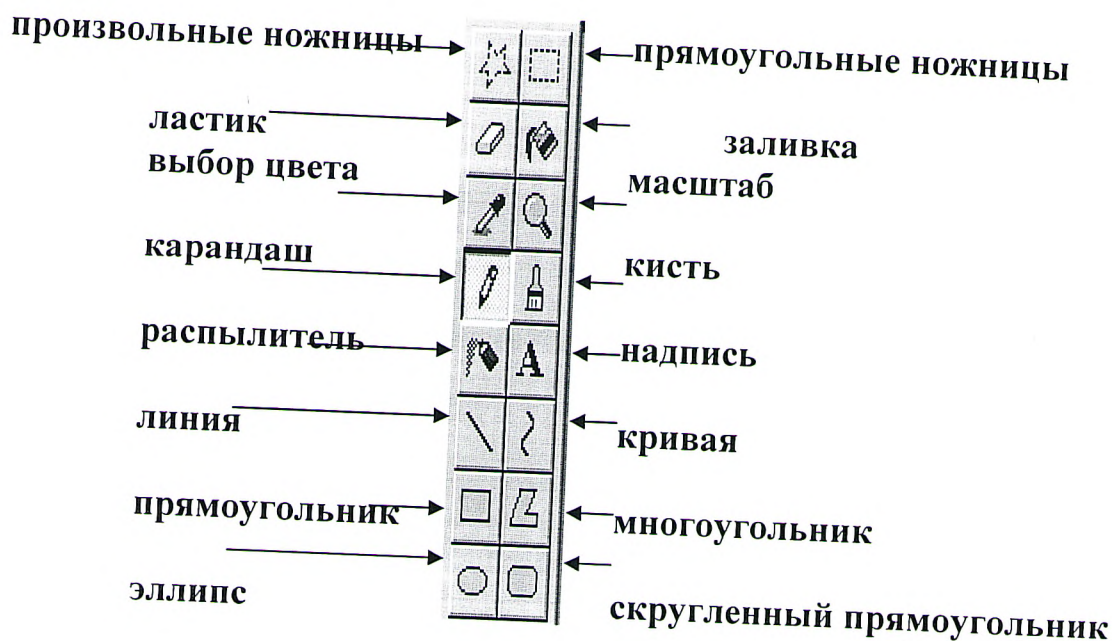 произвольные ножницы
прямоугольные ножницы
ластик
заливка
выбор цвета
масштаб
карандаш
кисть
распылитель
A
надпись
линия
кривая
прямоугольник
многоугольник
эллипс
скругленный прямоугольник